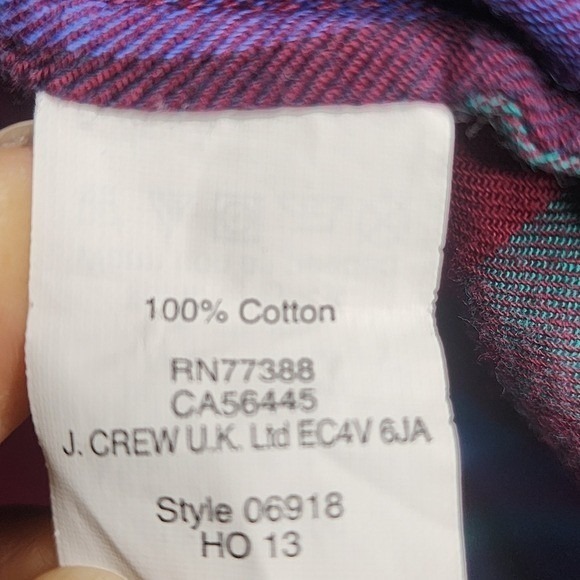 100% Cotton
RN77388
CA56445
J. CREW U.K. Ltd EC4V 6JA
Style 06918
HO 13